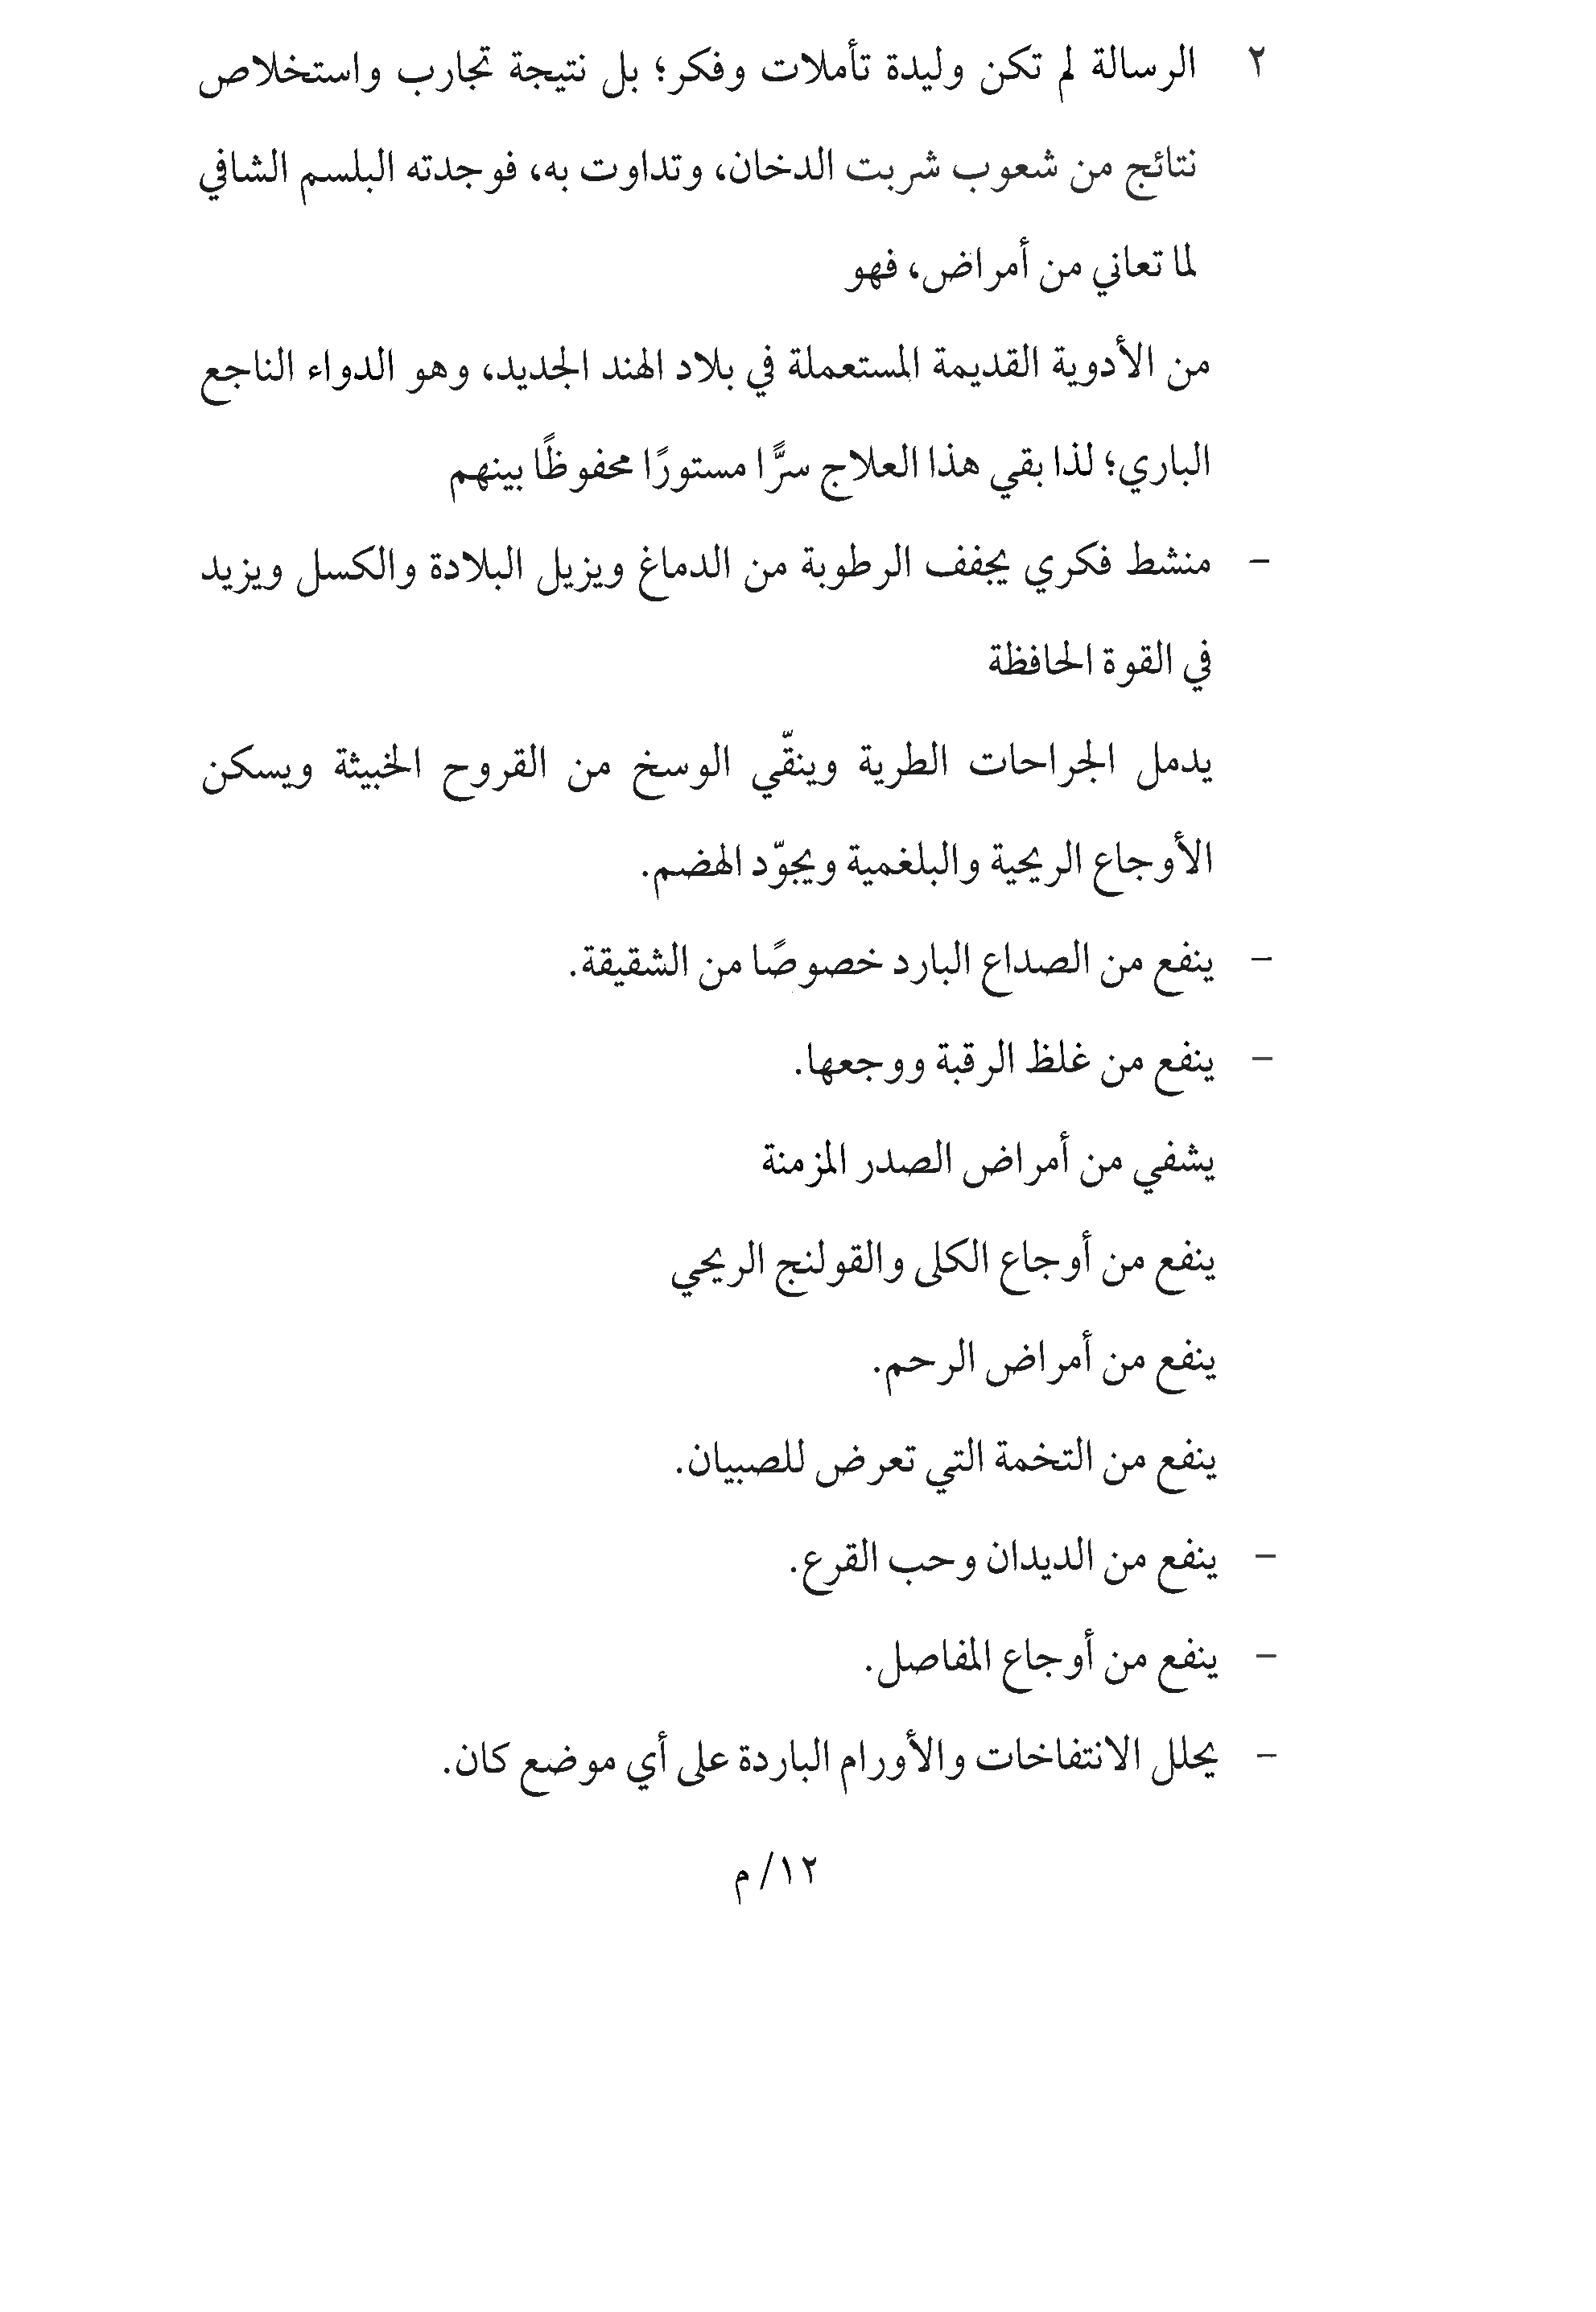 ٢ الرسالة لم تكن وليدة تأملات وفكر؛ بل نتيجة تجارب واستخلاص
نتائج من شعوب شربت الدخان، وتداوت به، فوجدته البلسم الشافي
لما تعاني من أمراض، فهو
من الأدوية القديمة المستعملة في بلاد الهند الجديد، وهو الدواء الناجع
الباري؛ لذا بقي هذا العلاج سرًّا مستورًا محفوظًا بينهم
- منشط فكري يجفف الرطوبة من الدماغ ويزيل البلادة والكسل ويزيد
في القوة الحافظة
يدمل الجراحات الطرية وينقّي الوسخ من القروح الخبيثة ويسكن
الأوجاع الريحية والبلغمية ويجوّد الهضم.
- ينفع من الصداع البارد خصوصًا من الشقيقة.
- ينفع من غلظ الرقبة ووجعها.
يشفي من أمراض الصدر المزمنة
ينفع من أوجاع الكلى والقولنج الريحي
ينفع من أمراض الرحم.
ينفع من التخمة التي تعرض للصبيان.
- ينفع من الديدان وحب القرع.
- ينفع من أوجاع المفاصل.
- يحلل الانتفاخات والأورام الباردة على أي موضع كان.
١٢/ م